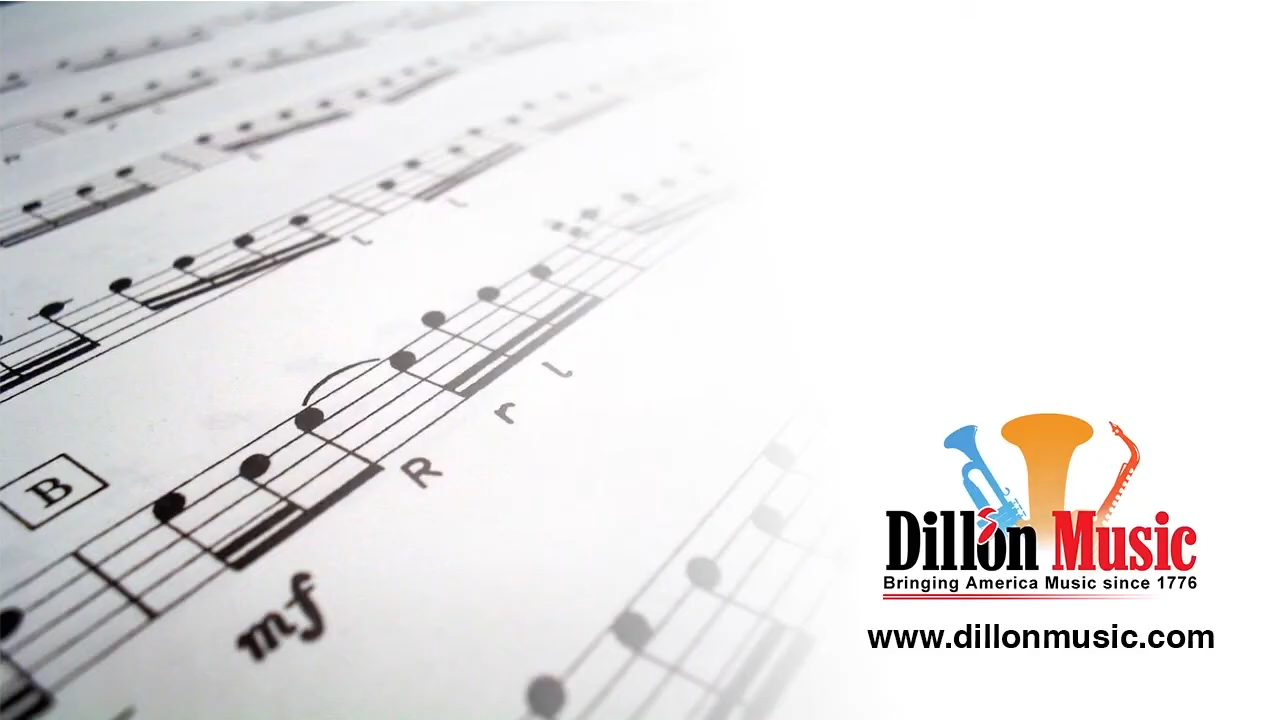 B
R r l
mf
L
L
Dillon Music
Bringing America Music since 1776
www.dillonmusic.com